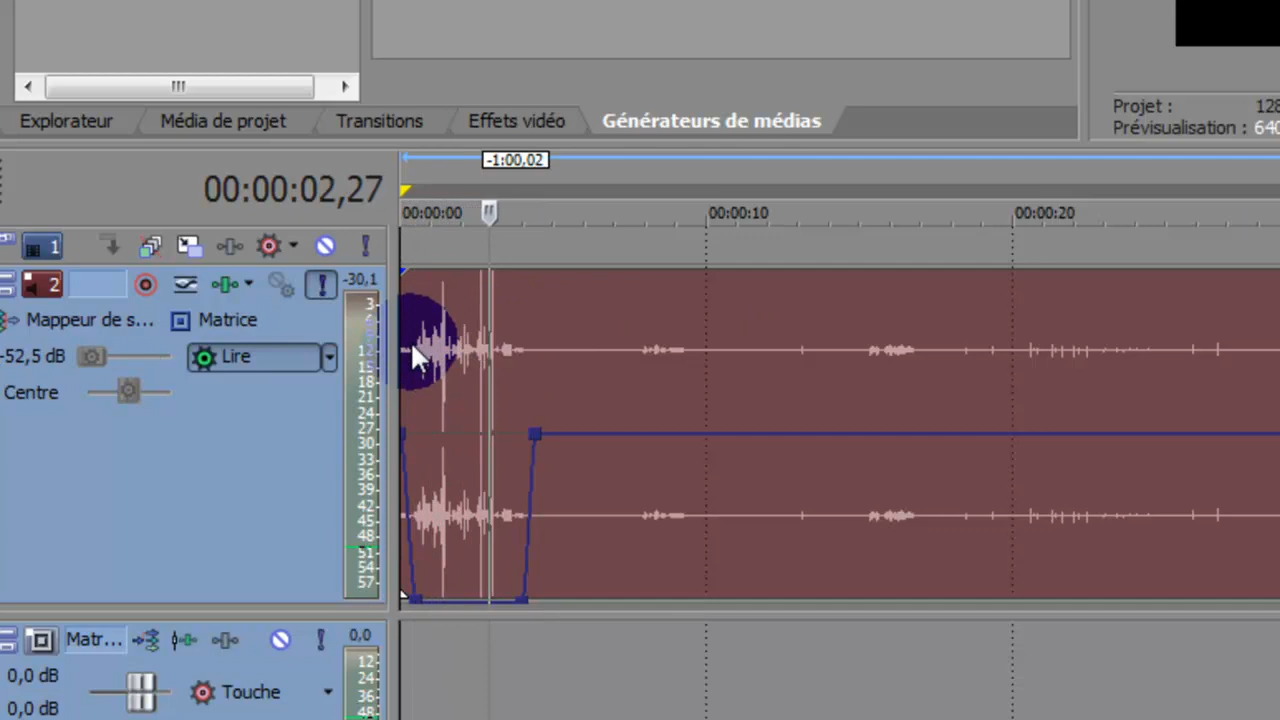 Explorateur Média de projet Transitions Effets vidéo Générateurs de médias
Projet : 128
Prévisualisation : 640
-1:00,02
00:00:02,27
00:00:00 00:00:10 00:00:20
1
2 -30,1
Mappeur de s... Matrice
-52,5 dB Lire
Centre
3
12
15
18
21
24
27
30
33
36
39
42
45
48
51
54
57
Matr... 0,0
0,0 dB Touche
0,0 dB
12
24
36
48